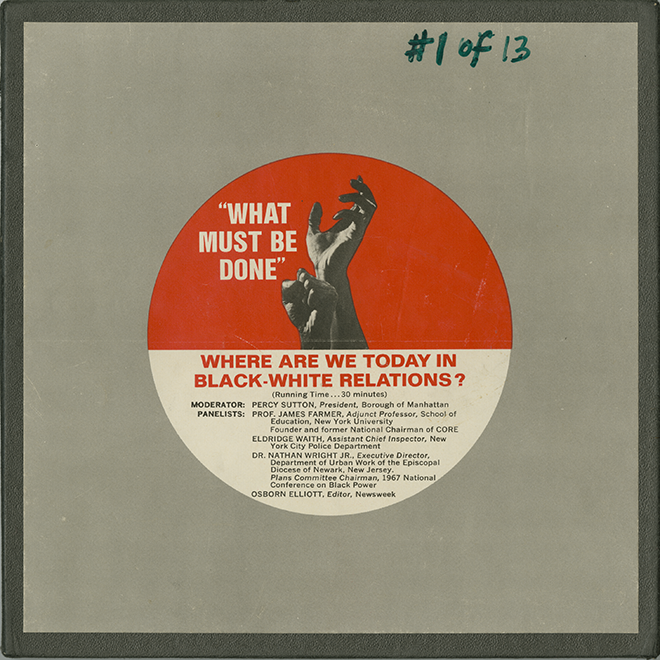 #1 of 13
"WHAT
MUST BE
DONE"
WHERE ARE WE TODAY IN
BLACK-WHITE RELATIONS?
(Running Time...30 minutes)
MODERATOR: PERCY SUTTON, President, Borough of Manhattan
PANELISTS: PROF. JAMES FARMER, Adjunct Professor, School of
Education, New York University
Founder and former National Chairman of CORE
ELDRIDGE WAITH, Assistant Chief Inspector, New
York City Police Department
DR. NATHAN WRIGHT JR., Executive Director,
Department of Urban Work of the Episcopal
Diocese of Newark, New Jersey.
Plans Committee Chairman, 1967 National
Conference on Black Power
OSBORN ELLIOTT, Editor, Newsweek